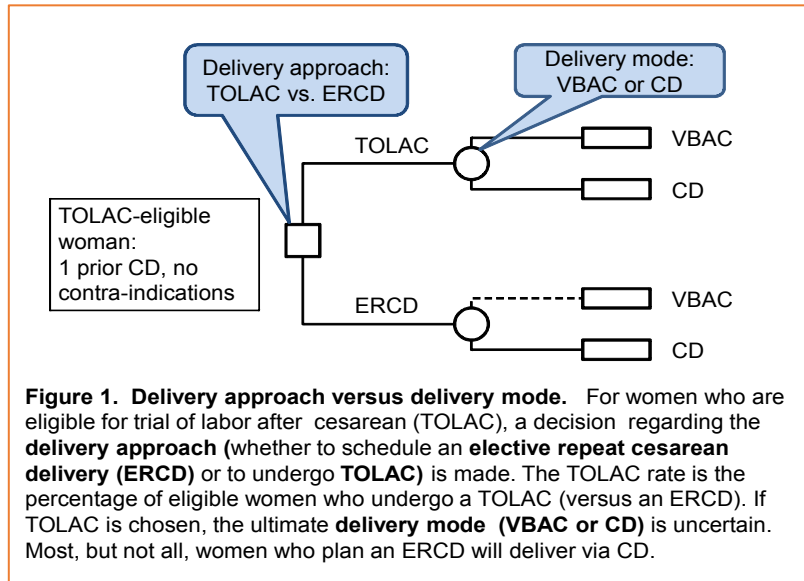 Delivery approach:
TOLAC vs. ERCD
Delivery mode:
VBAC or CD
TOLAC
VBAC
CD
TOLAC-eligible
woman:
1 prior CD, no
contra-indications
ERCD
VBAC
CD
Figure 1.  Delivery approach versus delivery mode.   For women who are
eligible for trial of labor after  cesarean (TOLAC), a decision  regarding the
delivery approach (whether to schedule an elective repeat cesarean
delivery (ERCD) or to undergo TOLAC) is made. The TOLAC rate is the
percentage of eligible women who undergo a TOLAC (versus an ERCD). If
TOLAC is chosen, the ultimate delivery mode  (VBAC or CD) is uncertain.
Most, but not all, women who plan an ERCD will deliver via CD.